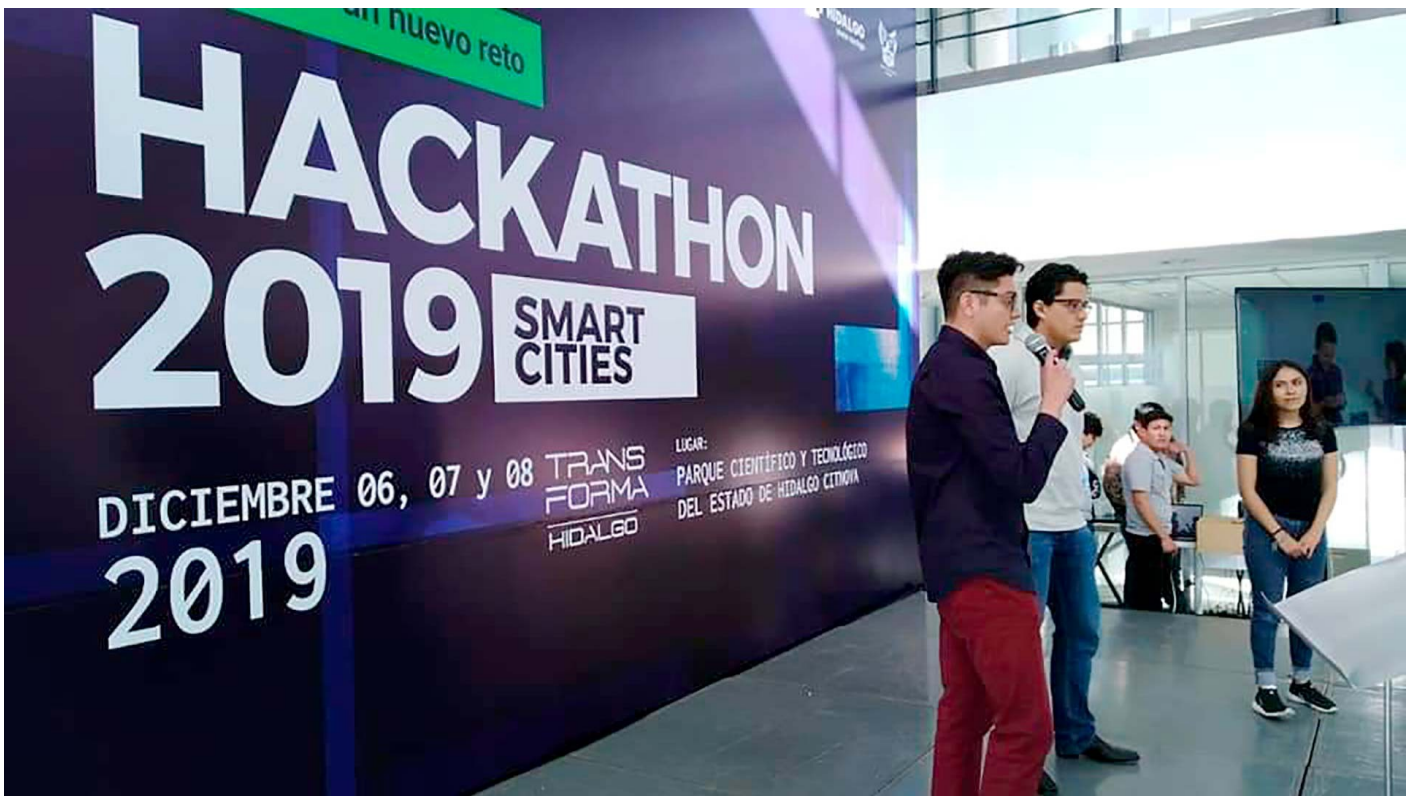 un nuevo reto
HIDALGO
HACKATHON
2019
SMART
CITIES
DICIEMBRE 06, 07 y 08
2019
TRANS
FORMA
HIDALGO
LUGAR:
PARQUE CIENTÍFICO Y TECNOLÓGICO
DEL ESTADO DE HIDALGO CITNOVA